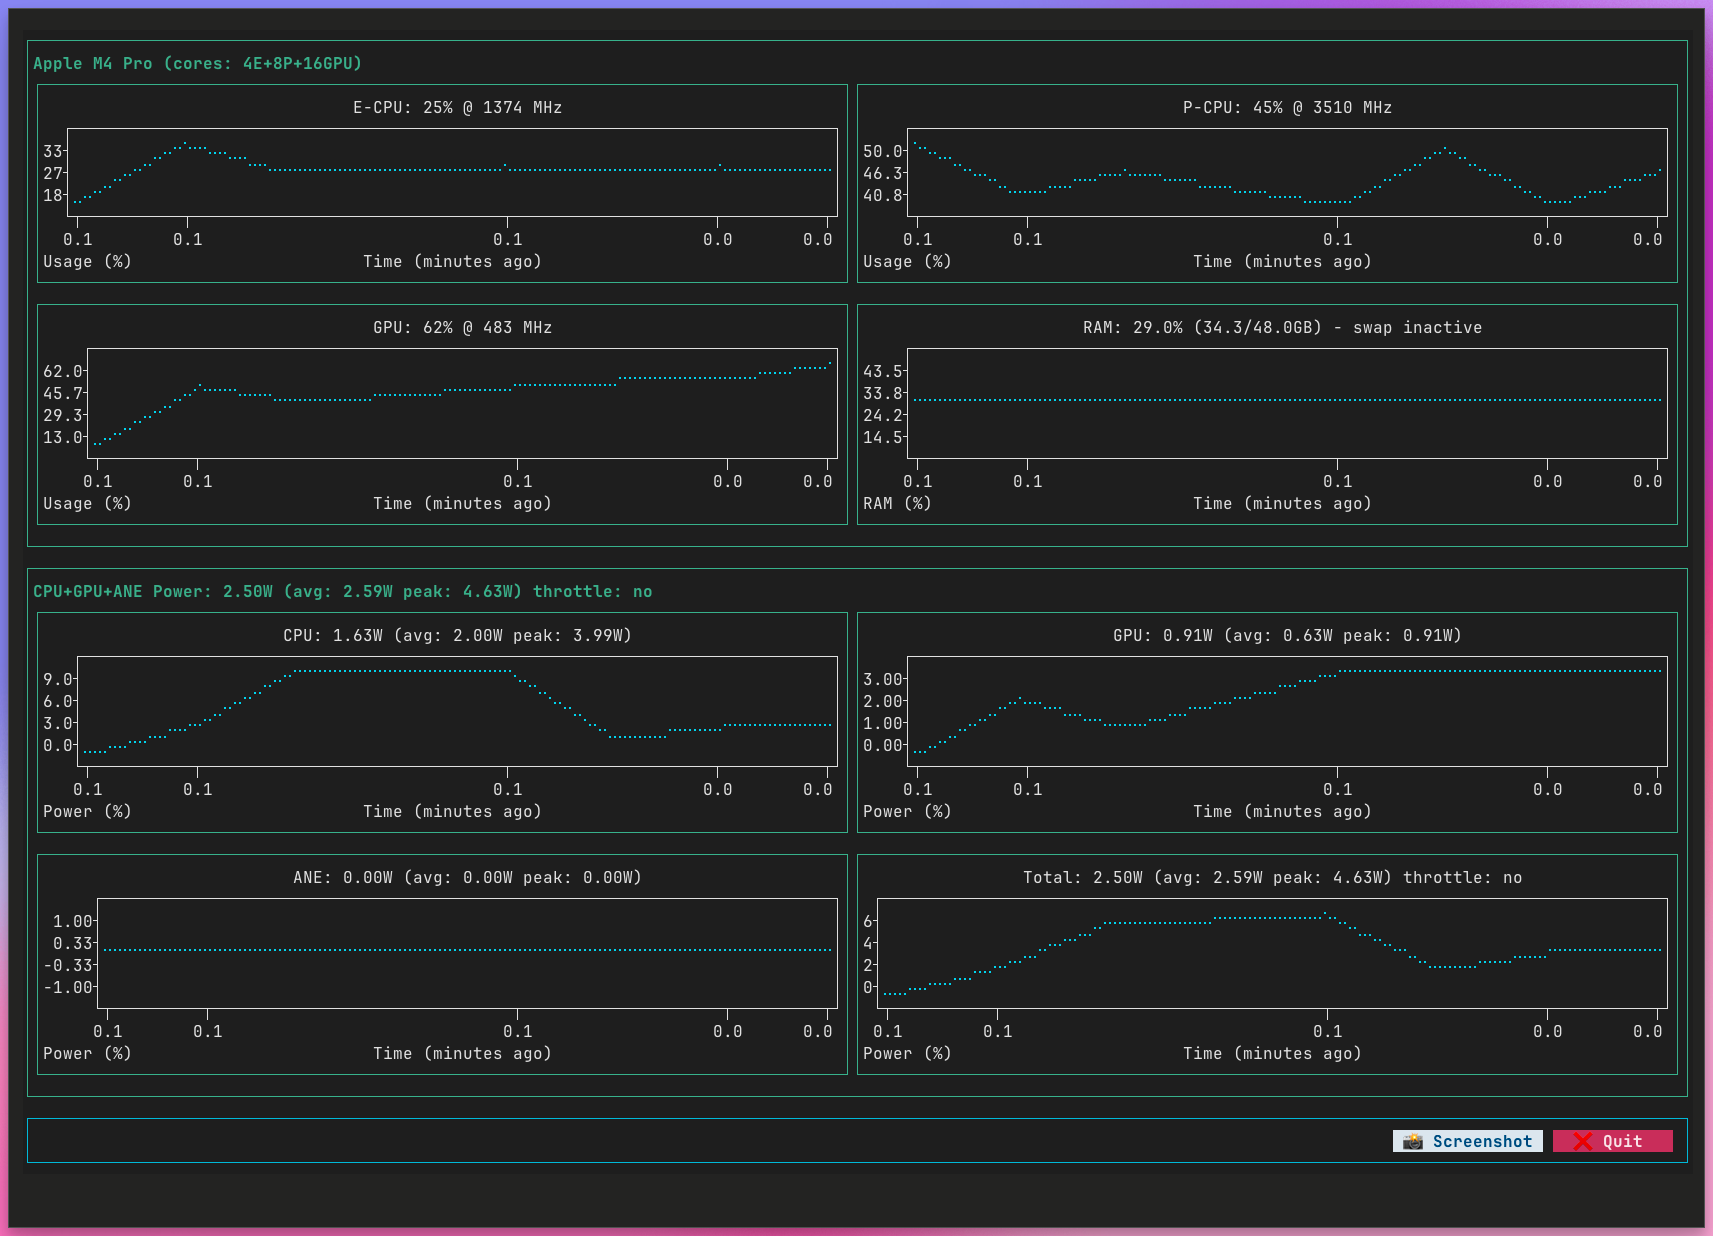 Apple M4 Pro (cores: 4E+8P+16GPU)
E-CPU: 25% @ 1374 MHz
33
27
18
0.1 0.1 0.1 0.0 0.0
Usage (%) Time (minutes ago)
P-CPU: 45% @ 3510 MHz
50.0
46.3
40.8
0.1 0.1 0.1 0.0 0.0
Usage (%) Time (minutes ago)
GPU: 62% @ 483 MHz
62.0
45.7
29.3
13.0
0.1 0.1 0.1 0.0 0.0
Usage (%) Time (minutes ago)
RAM: 29.0% (34.3/48.0GB) - swap inactive
43.5
33.8
24.2
14.5
0.1 0.1 0.1 0.0 0.0
RAM (%) Time (minutes ago)
CPU+GPU+ANE Power: 2.50W (avg: 2.59W peak: 4.63W) throttle: no
CPU: 1.63W (avg: 2.00W peak: 3.99W)
9.0
6.0
3.0
0.0
0.1 0.1 0.1 0.0 0.0
Power (%) Time (minutes ago)
GPU: 0.91W (avg: 0.63W peak: 0.91W)
3.00
2.00
1.00
0.00
0.1 0.1 0.1 0.0 0.0
Power (%) Time (minutes ago)
ANE: 0.00W (avg: 0.00W peak: 0.00W)
1.00
0.33
-0.33
-1.00
0.1 0.1 0.1 0.0 0.0
Power (%) Time (minutes ago)
Total: 2.50W (avg: 2.59W peak: 4.63W) throttle: no
6
4
2
0
0.1 0.1 0.1 0.0 0.0
Power (%) Time (minutes ago)
📸 Screenshot ❌ Quit